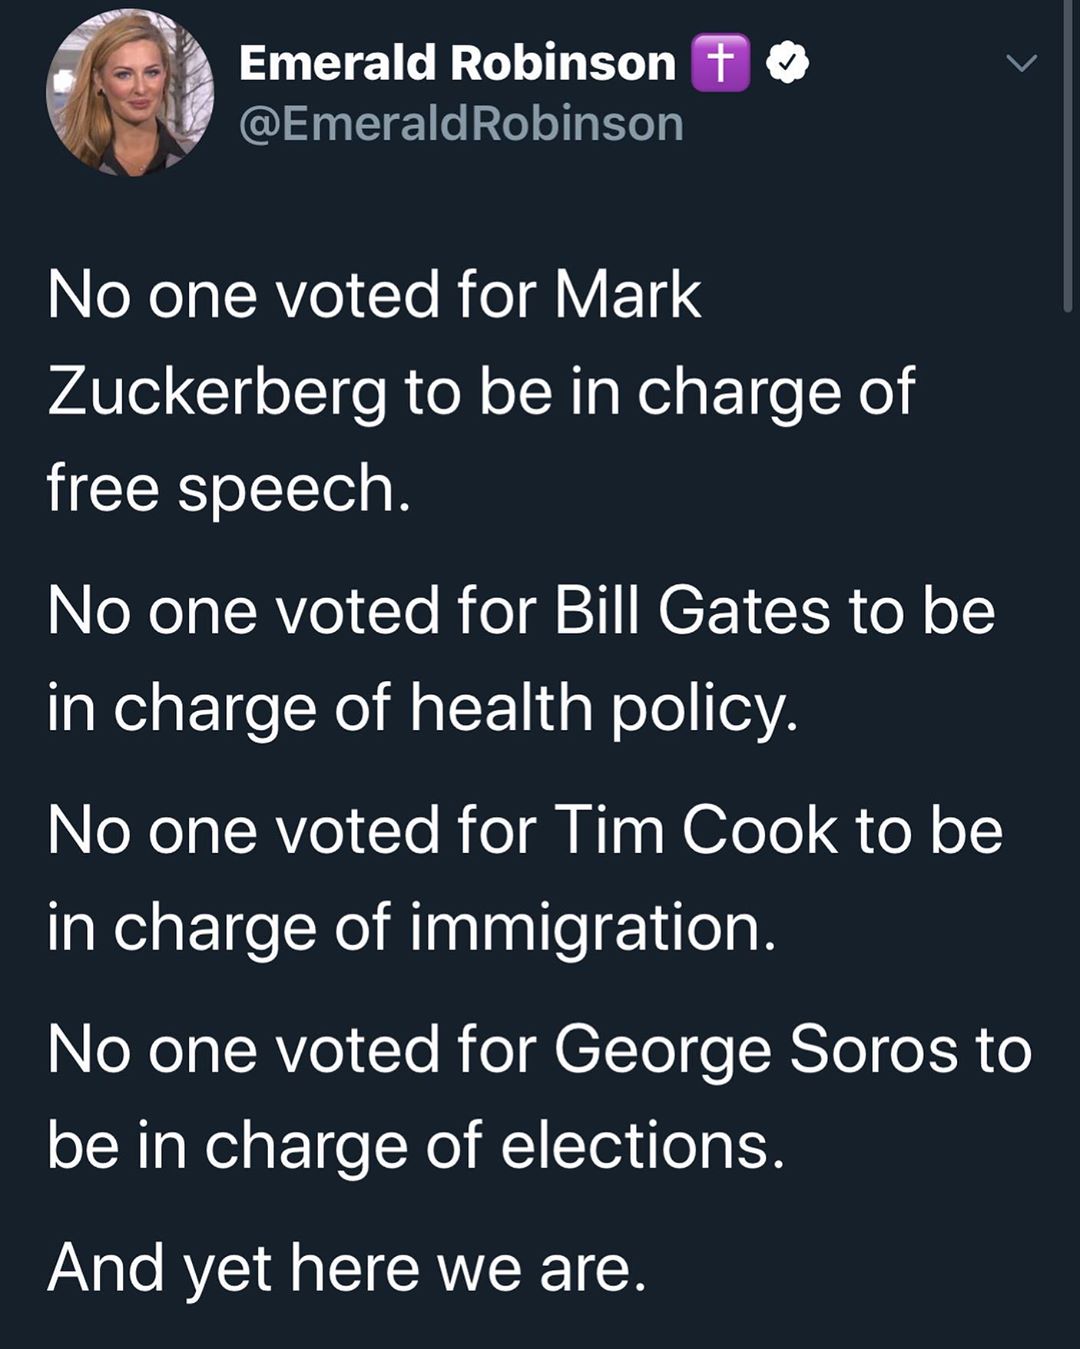 Emerald Robinson ✝️
@EmeraldRobinson
No one voted for Mark
Zuckerberg to be in charge of
free speech.
No one voted for Bill Gates to be
in charge of health policy.
No one voted for Tim Cook to be
in charge of immigration.
No one voted for George Soros to
be in charge of elections.
And yet here we are.